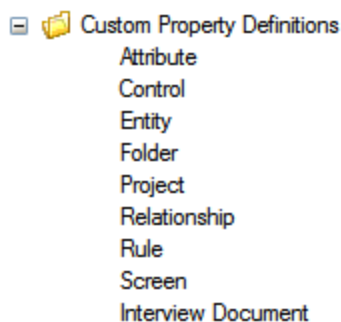 Custom Property Definitions
Attribute
Control
Entity
Folder
Project
Relationship
Rule
Screen
Interview Document